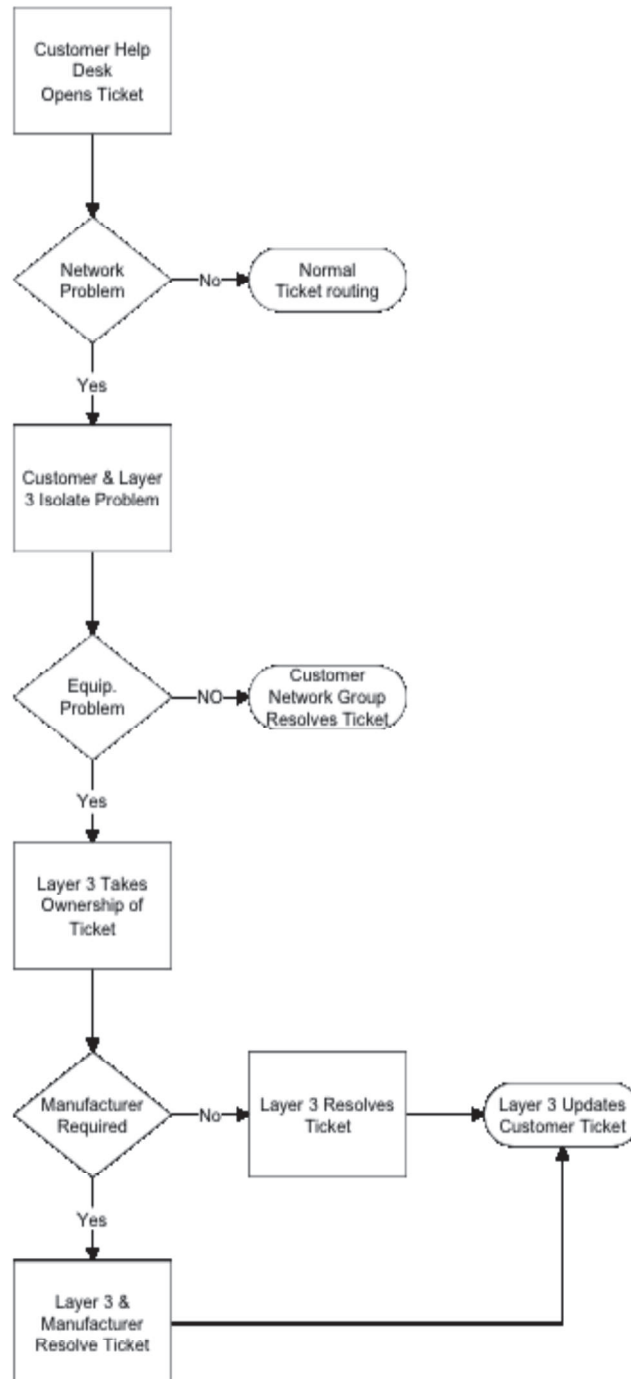 Customer Help
Desk
Opens Ticket
Network
Problem
No
Normal
Ticket routing
Yes
Customer & Layer
3 Isolate Problem
Equip.
Problem
NO
Customer
Network Group
Resolves Ticket
Yes
Layer 3 Takes
Ownership of
Ticket
Manufacturer
Required
No
Layer 3 Resolves
Ticket
Layer 3 Updates
Customer Ticket
Yes
Layer 3 &
Manufacturer
Resolve Ticket